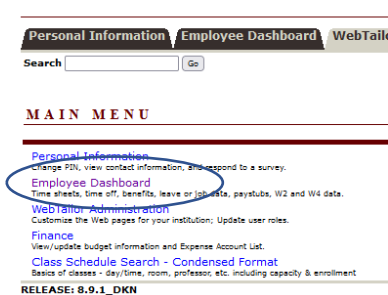 Personal Information Employee Dashboard WebTaile
Search Go
MAIN MENU
Personal Information
Change PIN, view contact information, and respond to a survey.
Employee Dashboard
Time sheets, time off, benefits, leave or job data, paystubs, W2 and W4 data.
WebTailor Administration
Customize the Web pages for your institution; Update user roles.
Finance
View/update budget information and Expense Account List.
Class Schedule Search - Condensed Format
Basics of classes - day/time, room, professor, etc. including capacity & enrollment
RELEASE: 8.9.1_DKN